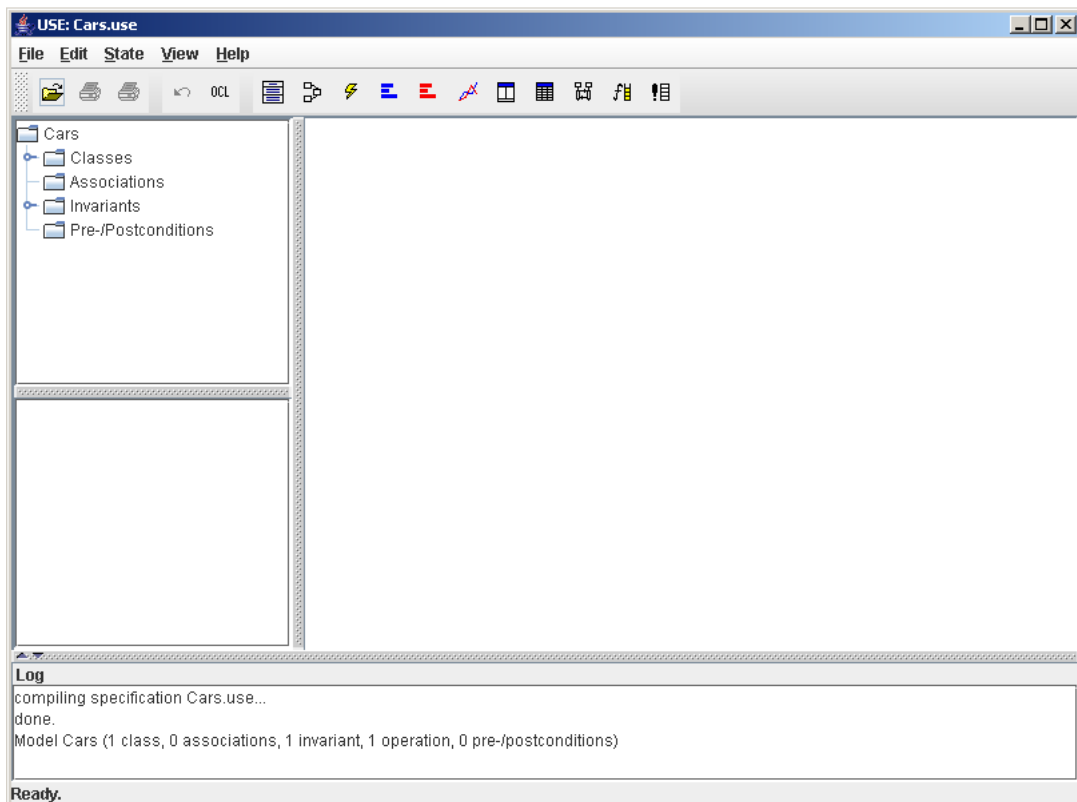 USE: Cars.use
File Edit State View Help
OCL
Cars
Classes
Associations
Invariants
Pre-/Postconditions
Log
compiling specification Cars.use...
done.
Model Cars (1 class, 0 associations, 1 invariant, 1 operation, 0 pre-/postconditions)
Ready.